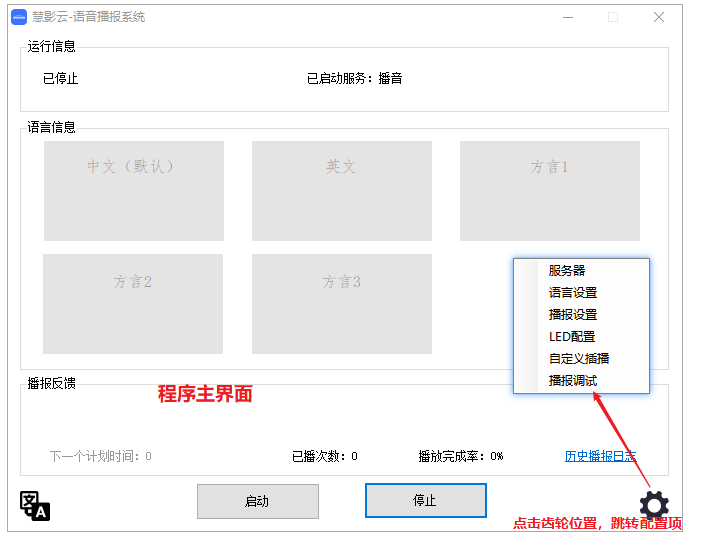 慧影云-语音播报系统
运行信息
已停止
已启动服务：播音
语言信息
中文（默认）
英文
方言1
方言2
方言3
服务器
语言设置
播报设置
LED配置
自定义插播
播报调试
播报反馈
程序主界面
下一个计划时间：0
已播次数：0
播放完成率：0%
历史播报日志
文A
启动
停止
点击齿轮位置，跳转配置项